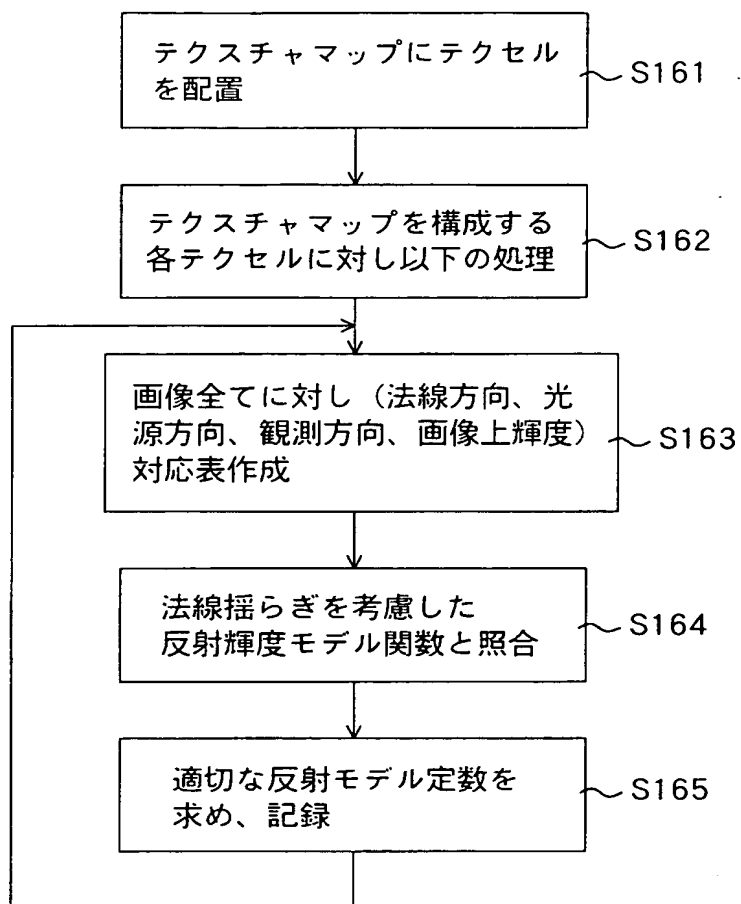 テクスチャマップにテクセル
を配置
S161
テクスチャマップを構成する
各テクセルに対し以下の処理
S162
画像全てに対し（法線方向、光
源方向、観測方向、画像上輝度）
対応表作成
S163
法線揺らぎを考慮した
反射輝度モデル関数と照合
S164
適切な反射モデル定数を
求め、記録
S165